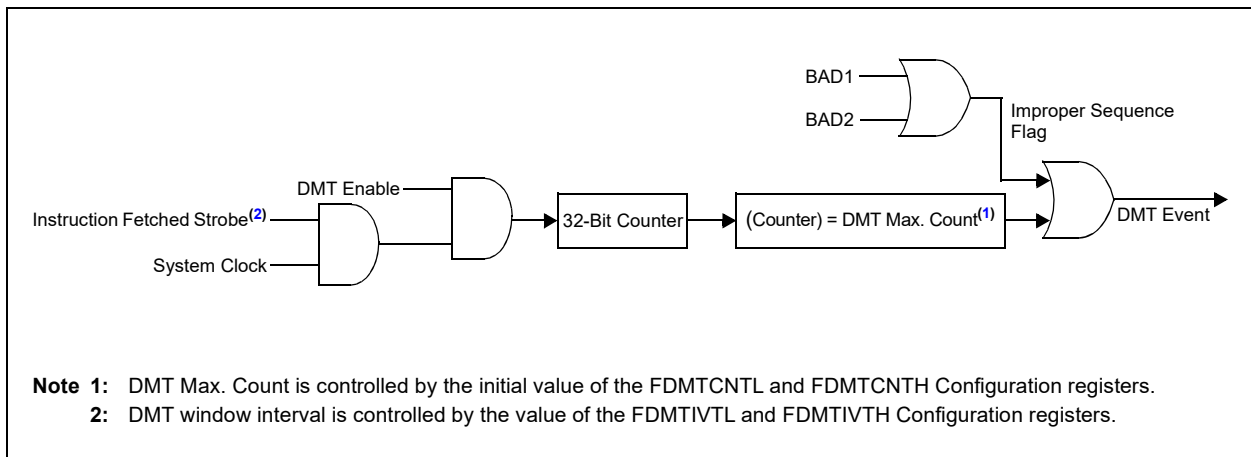 BAD1
BAD2
Improper Sequence
Flag
DMT Enable
Instruction Fetched Strobe(2)
System Clock
32-Bit Counter
(Counter) = DMT Max. Count(1)
DMT Event
Note 1: DMT Max. Count is controlled by the initial value of the FDMTCNTL and FDMTCNTH Configuration registers.
2: DMT window interval is controlled by the value of the FDMTIVTL and FDMTIVTH Configuration registers.